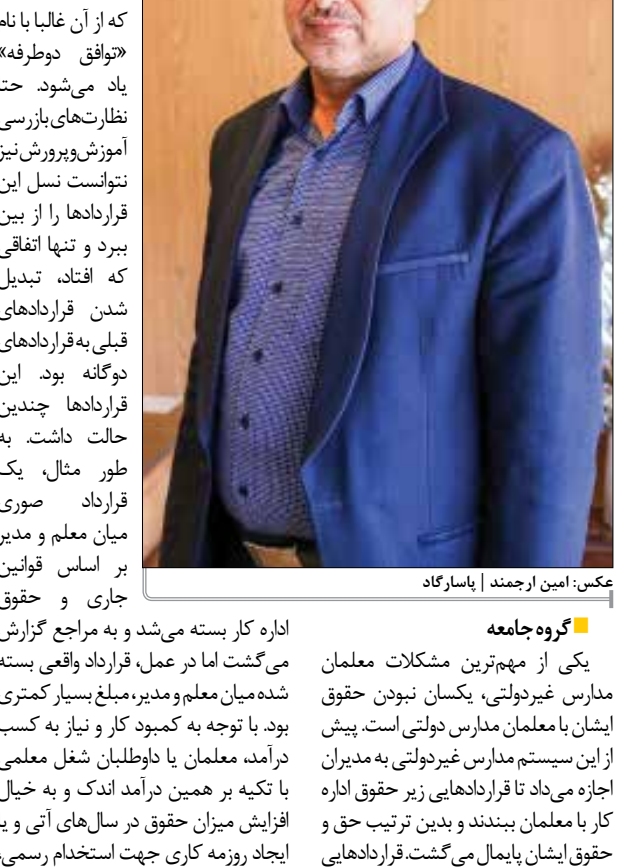 عکس: امین ارجمند | پاسارگاد
گروه جامعه
یکی از مهم‌ترین مشکلات معلمان
مدارس غیردولتی، یکسان نبودن حقوق
ایشان با معلمان مدارس دولتی است. پیش
از این سیستم مدارس غیردولتی به مدیران
اجازه می‌داد تا قراردادهایی زیر حقوق اداره
کار با معلمان ببندند و بدین ترتیب حق و
حقوق ایشان پایمال می‌گشت. قراردادهایی
که از آن غالبا با نام
«توافق دوطرفه»
یاد می‌شود. حتا
نظارت‌های بازرسی
آموزش‌وپرورش نیز
نتوانست نسل این
قراردادها را از بین
ببرد و تنها اتفاقی
که افتاد، تبدیل
شدن قراردادهای
قبلی به قراردادهای
دوگانه بود. این
قراردادها چندین
حالت داشت. به
طور مثال، یک
قرارداد صوری
میان معلم و مدیر
بر اساس قوانین
جاری و حقوق
اداره کار بسته می‌شد و به مراجع گزارش
می‌گشت اما در عمل، قرارداد واقعی بسته
شده میان معلم و مدیر، مبلغ بسیار کمتری
بود. با توجه به کمبود کار و نیاز به کسب
درآمد، معلمان یا داوطلبان شغل معلمی
با تکیه بر همین درآمد اندک و به خیال
افزایش میزان حقوق در سال‌های آتی و یا
ایجاد روزمه کاری جهت استخدام رسمی،